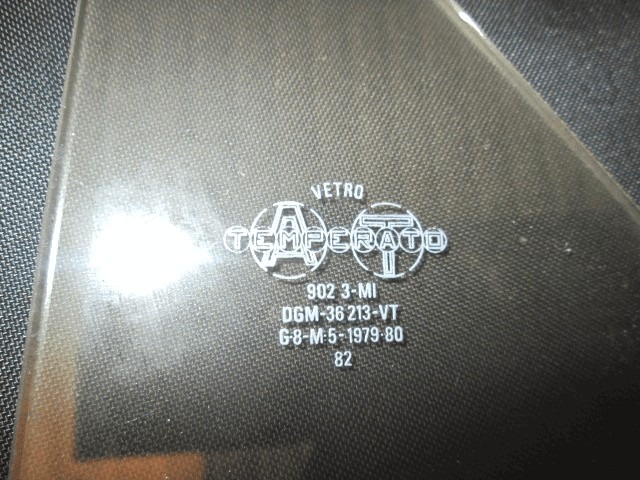 VETRO
TEMPERATO
A T
902 3-MI
DGM-36 213-VT
G·8-M·5-1979·80
82